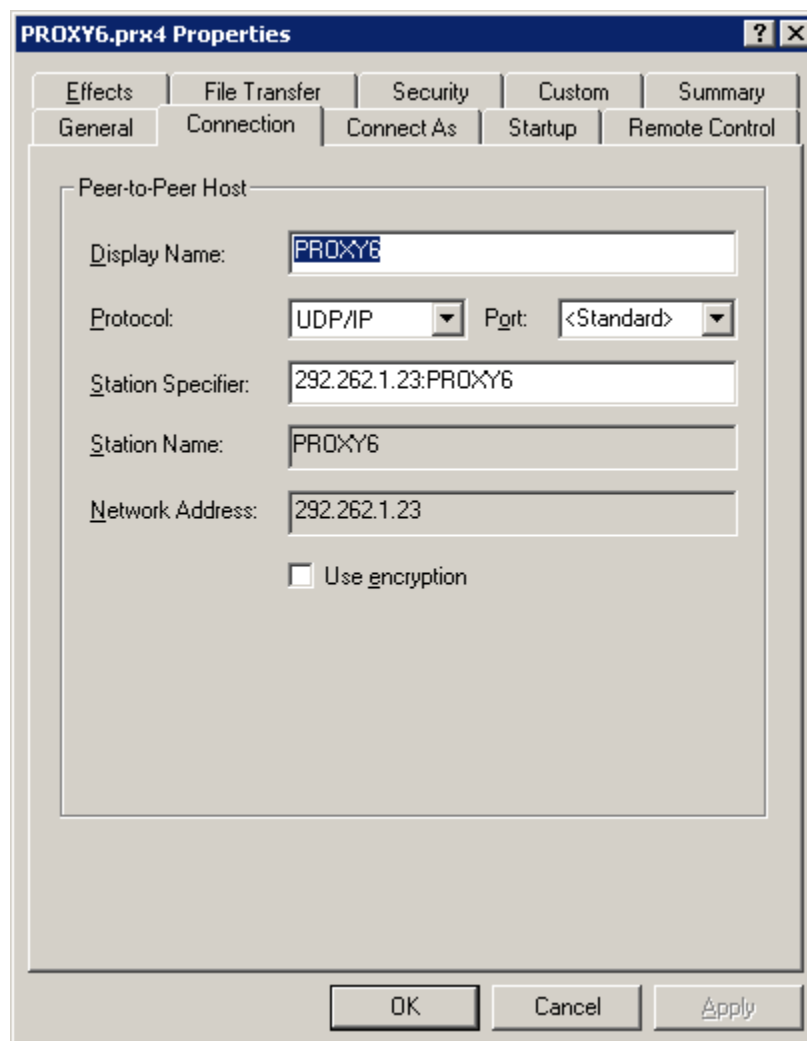 PROXY6.prx4 Properties
Effects File Transfer Security Custom Summary
General Connection Connect As Startup Remote Control
Peer-to-Peer Host
Display Name: PROXY6
Protocol: UDP/IP Port: <Standard>
Station Specifier: 292.262.1.23:PROXY6
Station Name: PROXY6
Network Address: 292.262.1.23
Use encryption
OK Cancel Apply